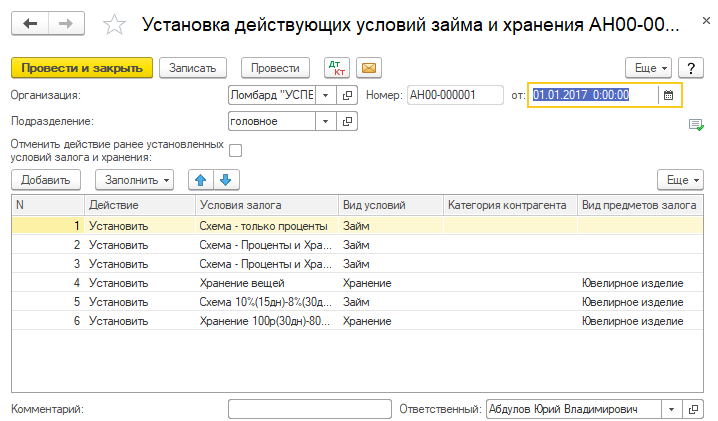 Установка действующих условий займа и хранения АН00-00...
Провести и закрыть Записать Провести Дт Кт Еще ?
Организация: Ломбард "УСПЕ Номер: АН00-000001 от: 01.01.2017 0:00:00
Подразделение: головное
Отменить действие ранее установленных
условий залога и хранения:
Добавить Заполнить Еще
N Действие Условия залога Вид условий Категория контрагента Вид предметов залога
1 Установить Схема - только проценты Займ
2 Установить Схема - Проценты и Хра... Займ
3 Установить Схема - Проценты и Хра... Займ
4 Установить Хранение вещей Хранение Ювелирное изделие
5 Установить Схема 10%(15дн)-8%(30д... Займ Ювелирное изделие
6 Установить Хранение 100р(30дн)-80... Хранение Ювелирное изделие
Комментарий: Ответственный: Абдулов Юрий Владимирович